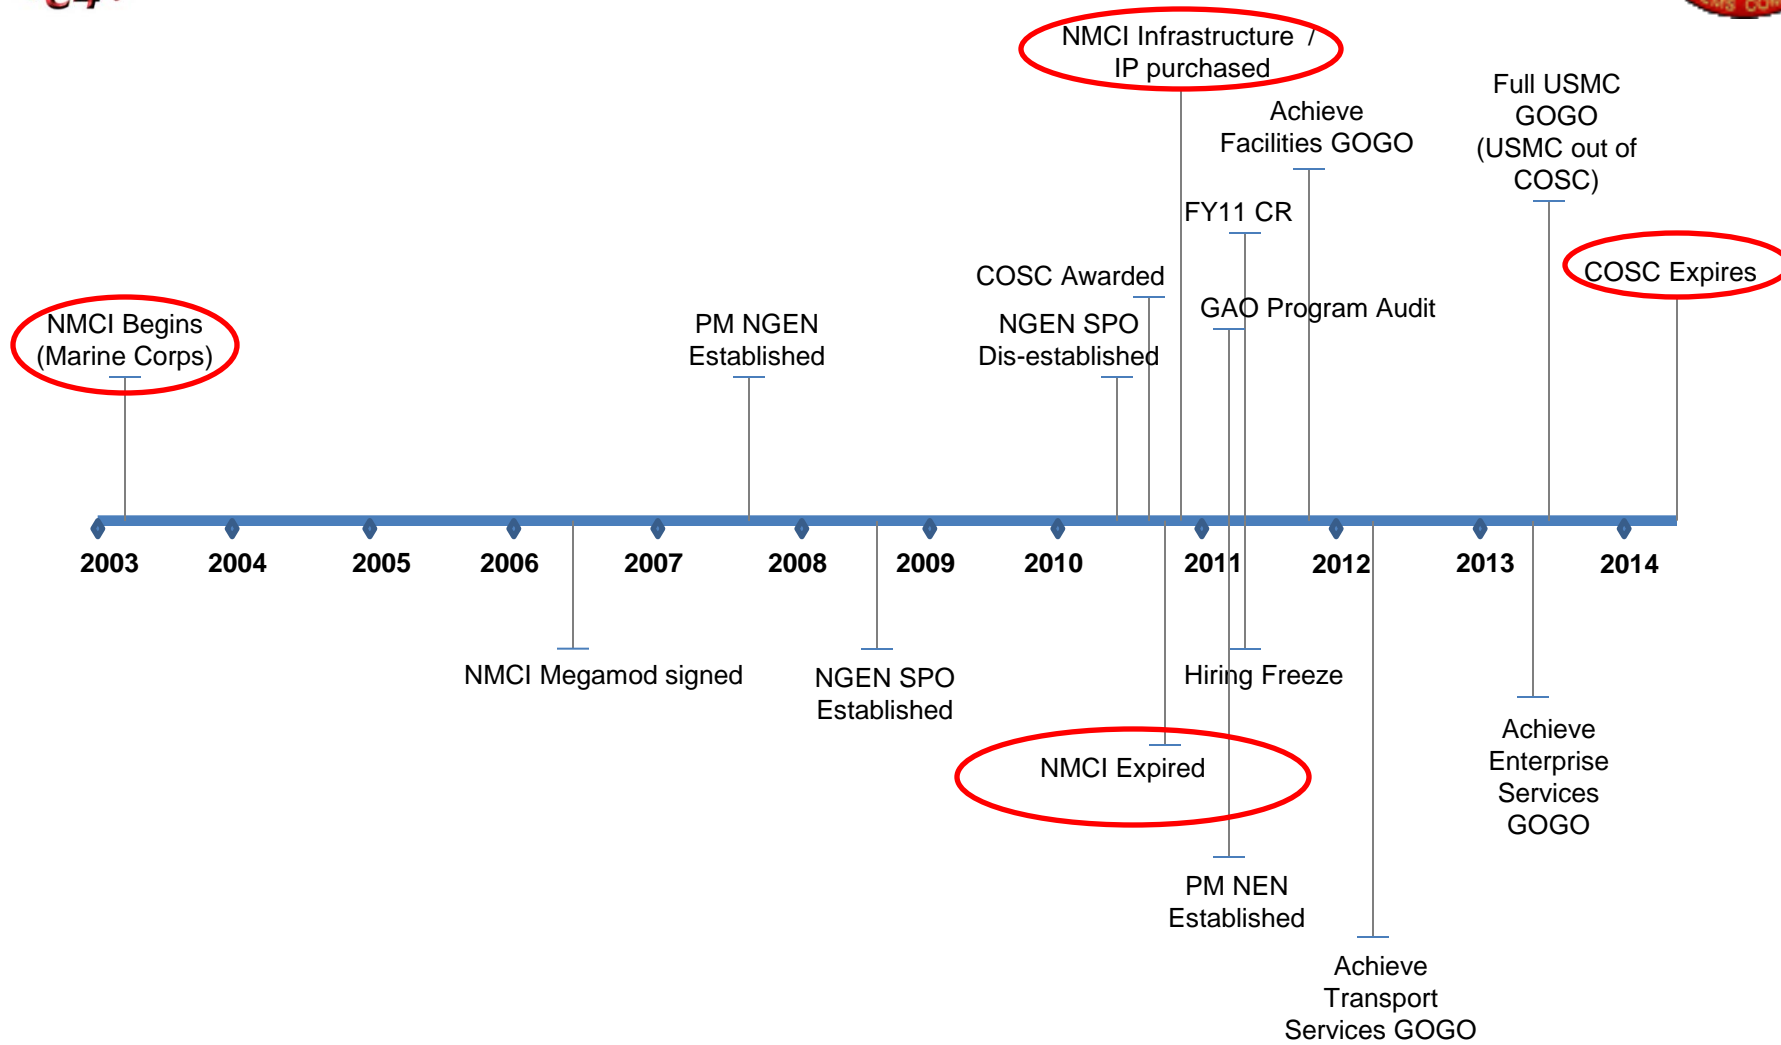 NMCI Infrastructure /
IP purchased
Full USMC
GOGO
(USMC out of
COSC)
Achieve
Facilities GOGO
FY11 CR
COSC Awarded
COSC Expires
GAO Program Audit
NMCI Begins
(Marine Corps)
PM NGEN
Established
NGEN SPO
Dis-established
2003 2004 2005 2006 2007 2008 2009 2010 2011 2012 2013 2014
NMCI Megamod signed
NGEN SPO
Established
Hiring Freeze
NMCI Expired
Achieve
Enterprise
Services
GOGO
PM NEN
Established
Achieve
Transport
Services GOGO